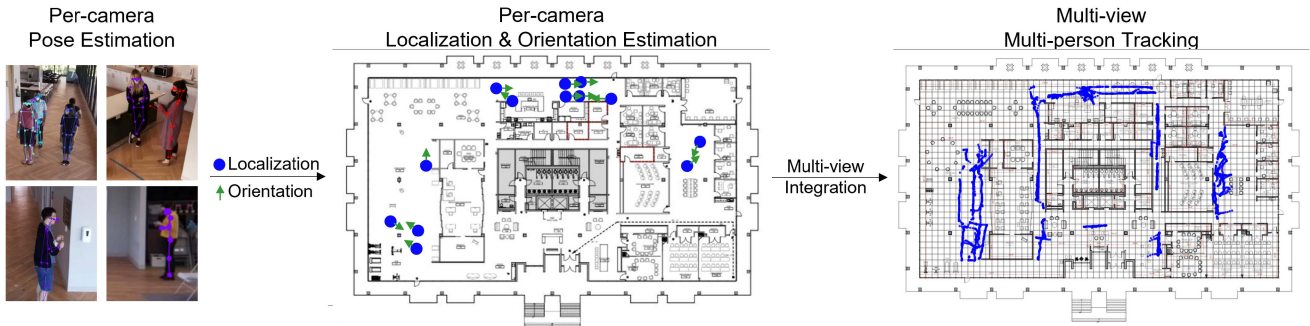 Per-camera
Pose Estimation
Per-camera
Localization & Orientation Estimation
Multi-view
Multi-person Tracking
Localization
Orientation
Multi-view
Integration